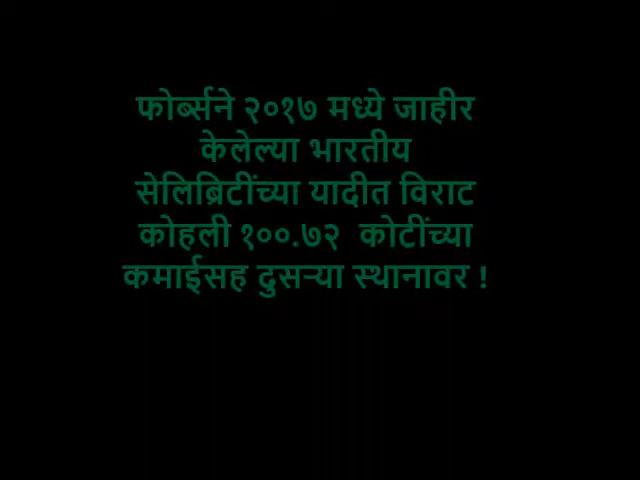 फोर्ब्सने २०१७ मध्ये जाहीर
केलेल्या भारतीय
सेलिब्रिटींच्या यादीत विराट
कोहली १००.७२ कोटींच्या
कमाईसह दुसऱ्या स्थानावर !